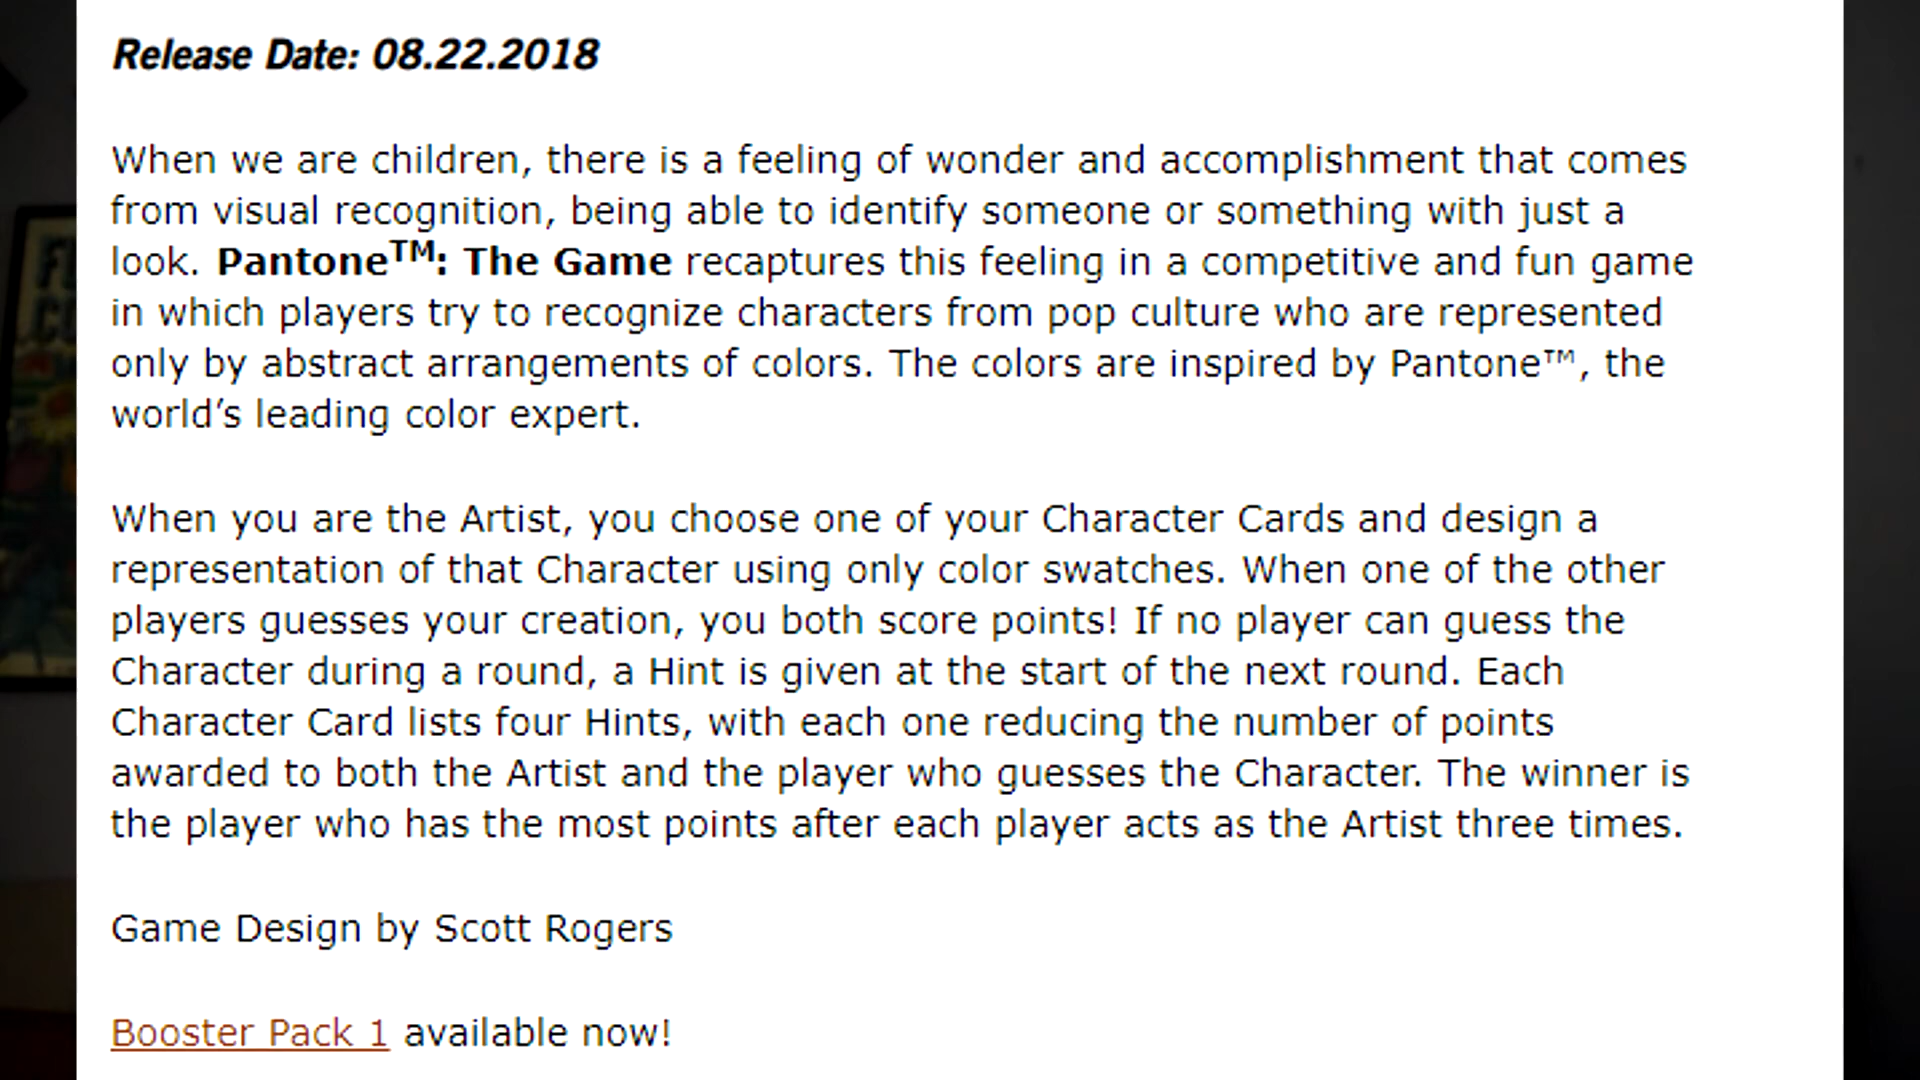 Release Date: 08.22.2018
When we are children, there is a feeling of wonder and accomplishment that comes
from visual recognition, being able to identify someone or something with just a
look. Pantone™: The Game recaptures this feeling in a competitive and fun game
in which players try to recognize characters from pop culture who are represented
only by abstract arrangements of colors. The colors are inspired by Pantone™, the
world’s leading color expert.
When you are the Artist, you choose one of your Character Cards and design a
representation of that Character using only color swatches. When one of the other
players guesses your creation, you both score points! If no player can guess the
Character during a round, a Hint is given at the start of the next round. Each
Character Card lists four Hints, with each one reducing the number of points
awarded to both the Artist and the player who guesses the Character. The winner is
the player who has the most points after each player acts as the Artist three times.
Game Design by Scott Rogers
Booster Pack 1 available now!